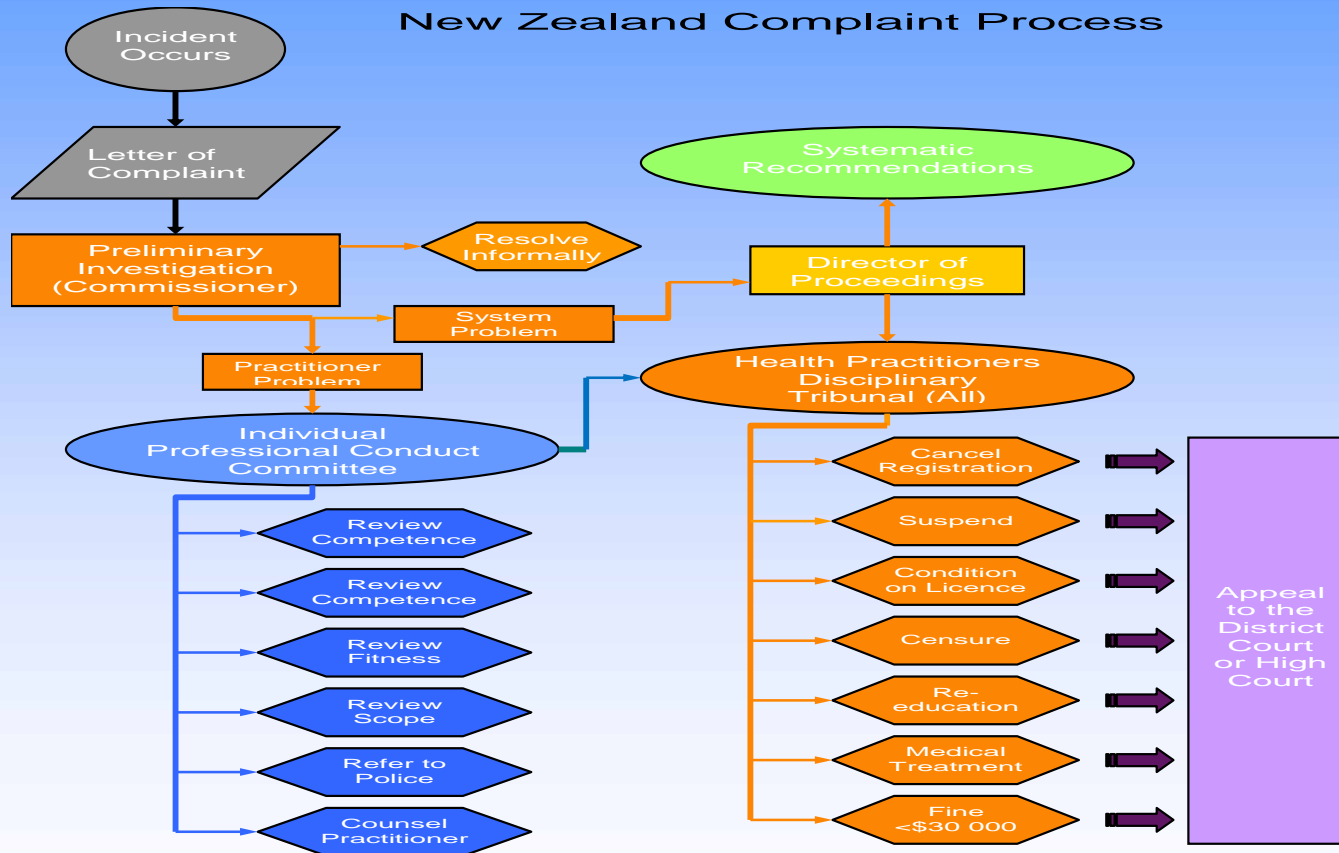 New Zealand Complaint Process
Incident
Occurs
Letter of
Complaint
Systematic
Recommendations
Preliminary
Investigation
(Commissioner)
Resolve
Informally
Director of
Proceedings
System
Problem
Practitioner
Problem
Health Practitioners
Disciplinary
Tribunal (All)
Individual
Professional Conduct
Committee
Review
Competence
Review
Competence
Review
Fitness
Review
Scope
Refer to
Police
Counsel
Practitioner
Cancel
Registration
Suspend
Condition
on Licence
Censure
Re-
education
Medical
Treatment
Fine
<$30 000
Appeal
to the
District
Court
or High
Court